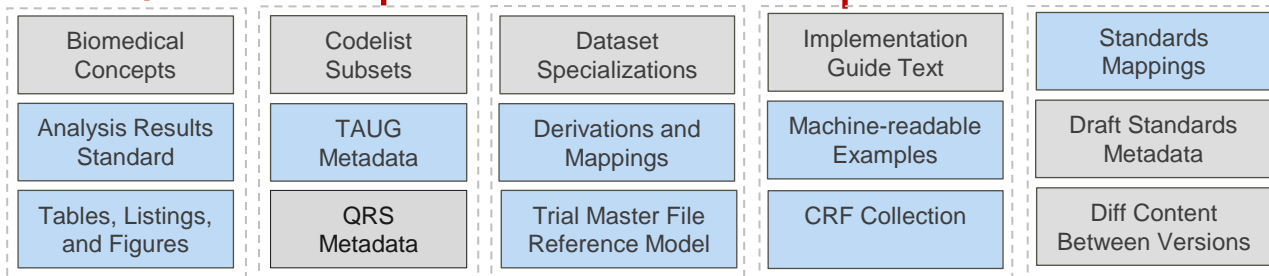 Biomedical
Concepts
Analysis Results
Standard
Tables, Listings,
and Figures
Codelist
Subsets
TAUG
Metadata
QRS
Metadata
Dataset
Specializations
Derivations and
Mappings
Trial Master File
Reference Model
Implementation
Guide Text
Machine-readable
Examples
CRF Collection
Standards
Mappings
Draft Standards
Metadata
Diff Content
Between Versions